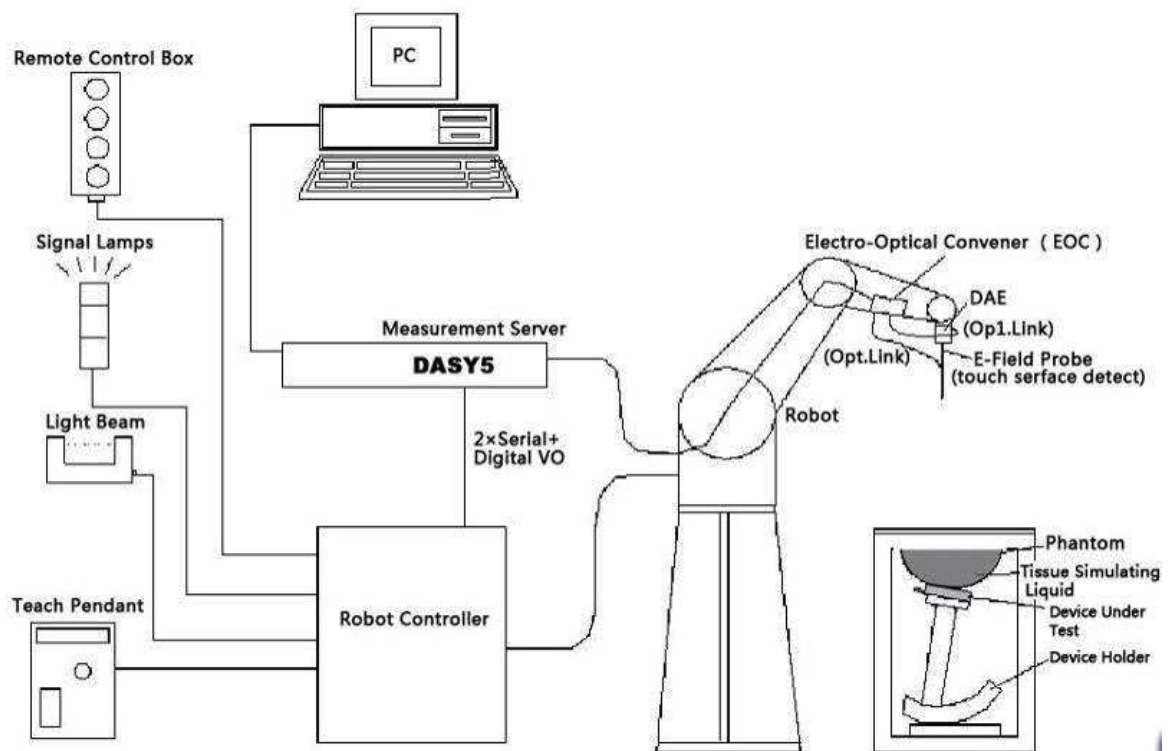 Remote Control Box
PC
Signal Lamps
Electro-Optical Convener ( EOC )
DAE
Measurement Server
(Op1.Link)
DASY5
(Opt.Link)
E-Field Probe
(touch serface detect)
Robot
Light Beam
2×Serial+
Digital VO
Phantom
Tissue Simulating
Liquid
Teach Pendant
Robot Controller
Device Under
Test
Device Holder